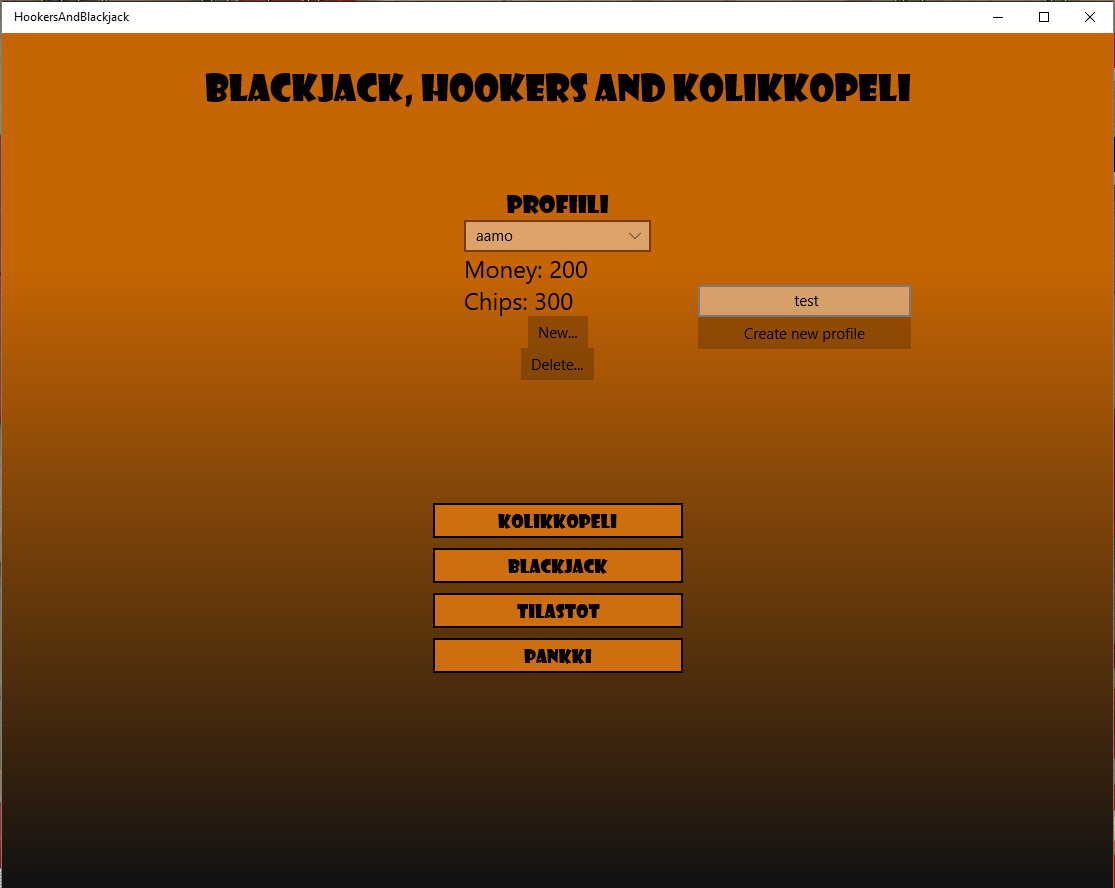 HookersAndBlackjack
BLACKJACK, HOOKERS AND KOLIKKOPELI
PROFIILI
aamo
Money: 200
Chips: 300
test
New...
Create new profile
Delete...
KOLIKKOPELI
BLACKJACK
TILASTOT
PANKKI